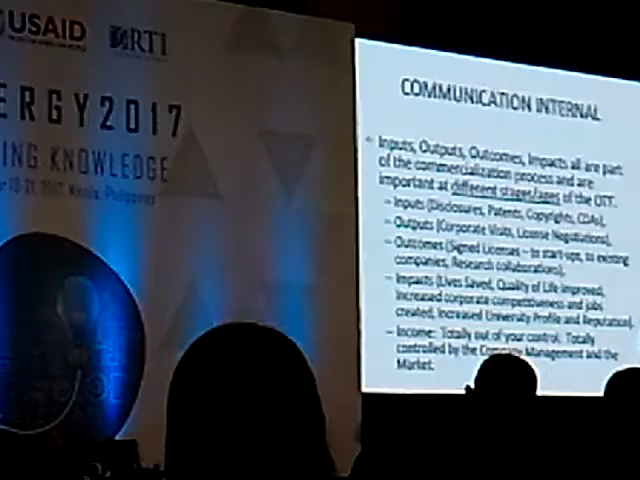 USAID
RTI
ERGY2017
ING KNOWLEDGE
2017, Manila, Philippines
COMMUNICATION INTERNAL
Inputs, Outputs, Outcomes, Impacts all are part
of the commercialization process and are
important at different stages/ages of the OTT.
– Inputs (Disclosures, Patents, Copyrights, CDAs),
– Outputs (Corporate Visits, License Negotiations),
– Outcomes (Signed Licenses – to start-ups, to existing
companies, Research collaborations),
– Impacts (Lives Saved, Quality of Life improved,
Increased corporate competitiveness and jobs
created, Increased University Profile and Reputation)
– Income: Totally out of your control. Totally
controlled by the Company Management and the
Market.